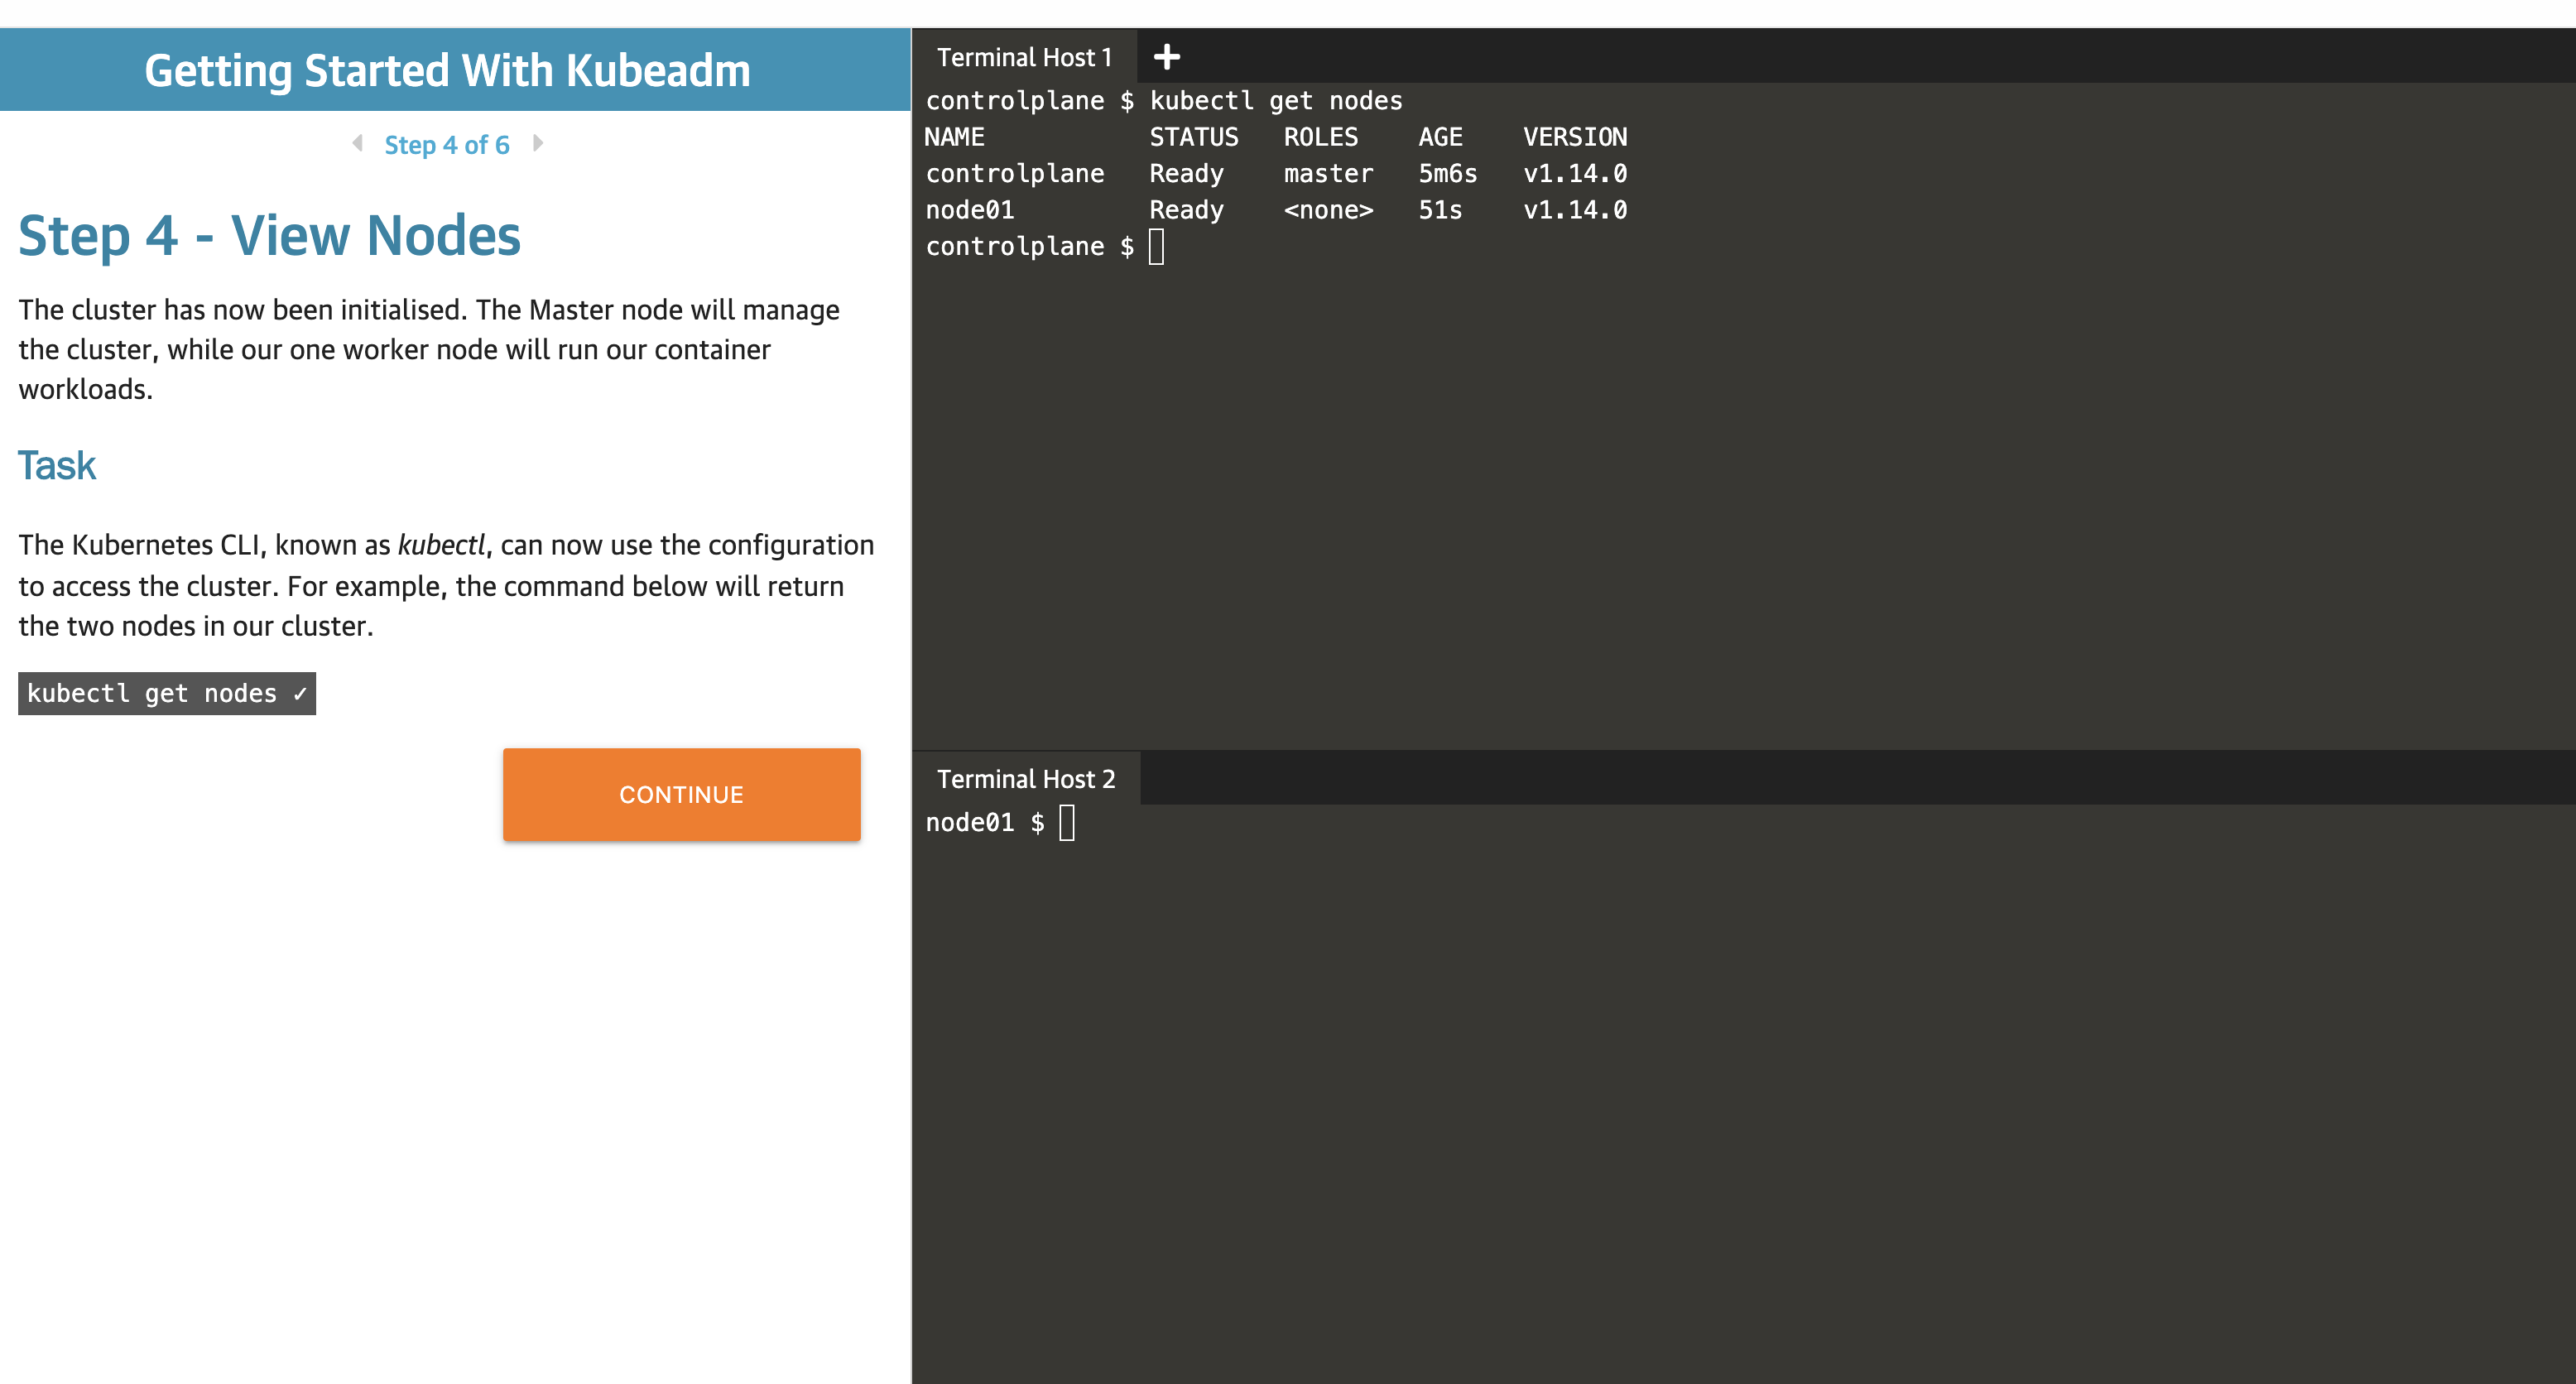 Getting Started With Kubeadm
Step 4 of 6
Step 4 - View Nodes
The cluster has now been initialised. The Master node will manage
the cluster, while our one worker node will run our container
workloads.
Task
The Kubernetes CLI, known as kubectl, can now use the configuration
to access the cluster. For example, the command below will return
the two nodes in our cluster.
kubectl get nodes ✓
CONTINUE
Terminal Host 1 +
controlplane $ kubectl get nodes
NAME STATUS ROLES AGE VERSION
controlplane Ready master 5m6s v1.14.0
node01 Ready <none> 51s v1.14.0
controlplane $
Terminal Host 2
node01 $